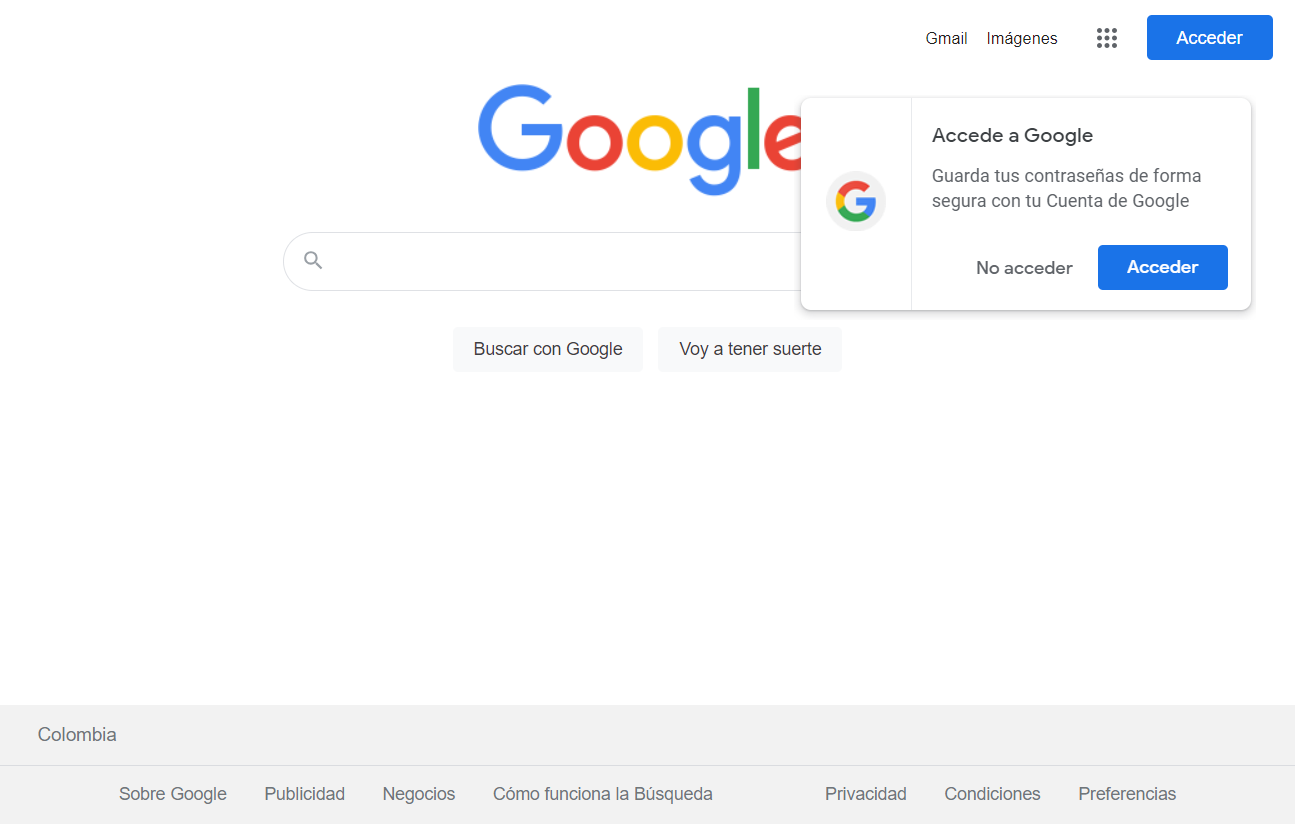 Gmail Imágenes Acceder
Google
Accede a Google
Guarda tus contraseñas de forma
segura con tu Cuenta de Google
No acceder Acceder
Buscar con Google Voy a tener suerte
Colombia
Sobre Google Publicidad Negocios Cómo funciona la Búsqueda Privacidad Condiciones Preferencias